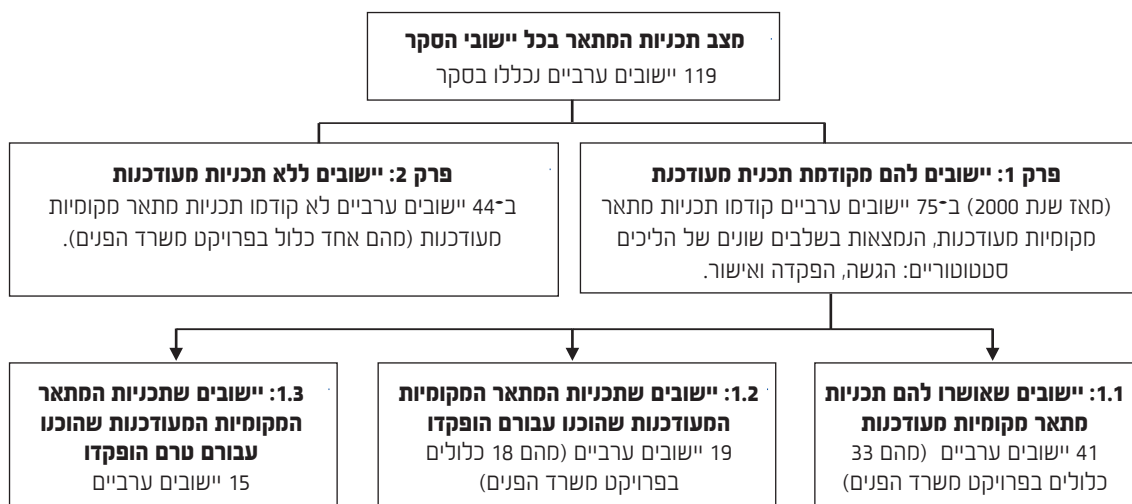 מצב תכניות המתאר בכל יישובי הסקר
119 יישובים ערביים נכללו בסקר
פרק 1: יישובים להם מקודמת תכנית מעודכנת
(מאז שנת 2000) ב־75 יישובים ערביים קודמו תכניות מתאר
מקומיות מעודכנות, הנמצאות בשלבים שונים של הליכים
סטטוטוריים: הגשה, הפקדה ואישור.
פרק 2: יישובים ללא תכניות מעודכנות
ב־44 יישובים ערביים לא קודמו תכניות מתאר מקומיות
מעודכנות (מהם אחד כלול בפרויקט משרד הפנים).
1.1: יישובים שאושרו להם תכניות
מתאר מקומיות מעודכנות
41 יישובים ערביים (מהם 33
כלולים בפרויקט משרד הפנים)
1.2: יישובים שתכניות המתאר המקומיות
המעודכנות שהוכנו עבורם הופקדו
19 יישובים ערביים (מהם 18 כלולים
בפרויקט משרד הפנים)
1.3: יישובים שתכניות המתאר
המקומיות המעודכנות שהוכנו
עבורם טרם הופקדו
15 יישובים ערביים